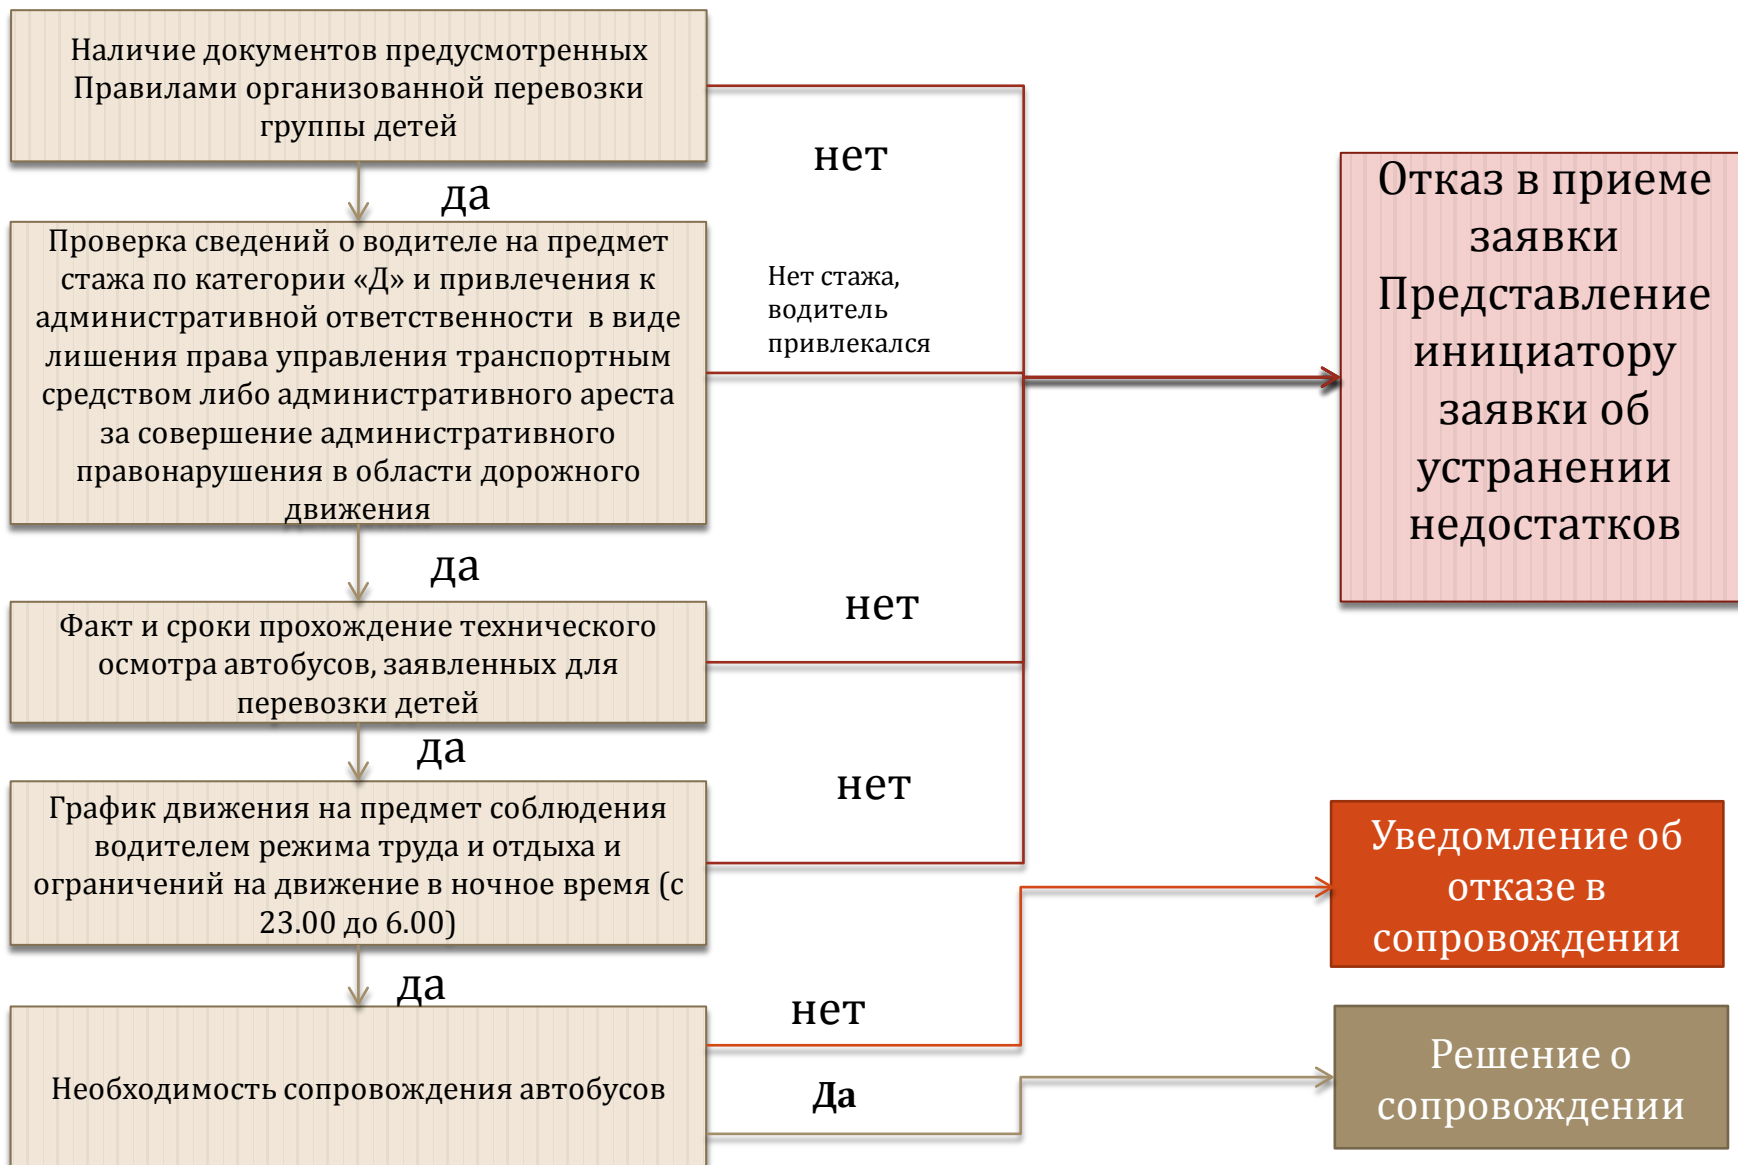 Наличие документов предусмотренных
Правилами организованной перевозки
группы детей
нет
да
Проверка сведений о водителе на предмет
стажа по категории «Д» и привлечения к
административной ответственности в виде
лишения права управления транспортным
средством либо административного ареста
за совершение административного
правонарушения в области дорожного
движения
Нет стажа,
водитель
привлекался
Отказ в приеме
заявки
Представление
инициатору
заявки об
устранении
недостатков
да
нет
Факт и сроки прохождение технического
осмотра автобусов, заявленных для
перевозки детей
да
нет
График движения на предмет соблюдения
водителем режима труда и отдыха и
ограничений на движение в ночное время (с
23.00 до 6.00)
Уведомление об
отказе в
сопровождении
да
нет
Необходимость сопровождения автобусов
Да
Решение о
сопровождении